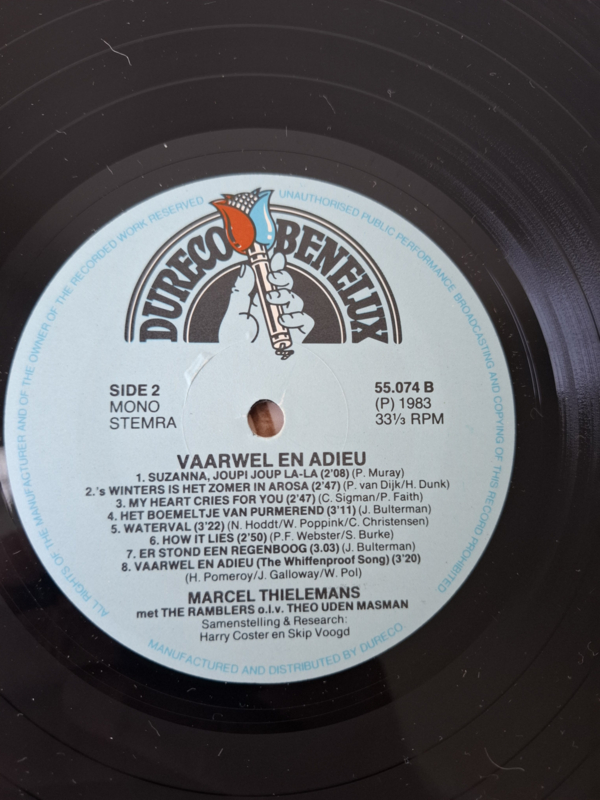 ALL RIGHTS OF THE MANUFACTURER AND OF THE OWNER OF THE RECORDED WORK RESERVED
UNAUTHORISED PUBLIC PERFORMANCE BROADCASTING AND COPYING OF THIS RECORD PROHIBITED
DURECO BENELUX
SIDE 2
MONO
STEMRA
55.074 B
(P) 1983
33⅓ RPM
VAARWEL EN ADIEU
1. SUZANNA, JOUPI JOUP LA-LA (2'08) (P. Muray)
2.'s WINTERS IS HET ZOMER IN AROSA (2'47) (P. van Dijk/H. Dunk)
3. MY HEART CRIES FOR YOU (2'47) (C. Sigman/P. Faith)
4. HET BOEMELTJE VAN PURMEREND (3'11) (J. Bulterman)
5. WATERVAL (3'22) (N. Hoddt/W. Poppink/C. Christensen)
6. HOW IT LIES (2'50) (P.F. Webster/S. Burke)
7. ER STOND EEN REGENBOOG (3.03) (J. Bulterman)
8. VAARWEL EN ADIEU (The Whiffenproof Song) (3'20)
(H. Pomeroy/J. Galloway/W. Pol)
MARCEL THIELEMANS
met THE RAMBLERS o.l.v. THEO UDEN MASMAN
Samenstelling & Research:
Harry Coster en Skip Voogd
MANUFACTURED AND DISTRIBUTED BY DURECO.